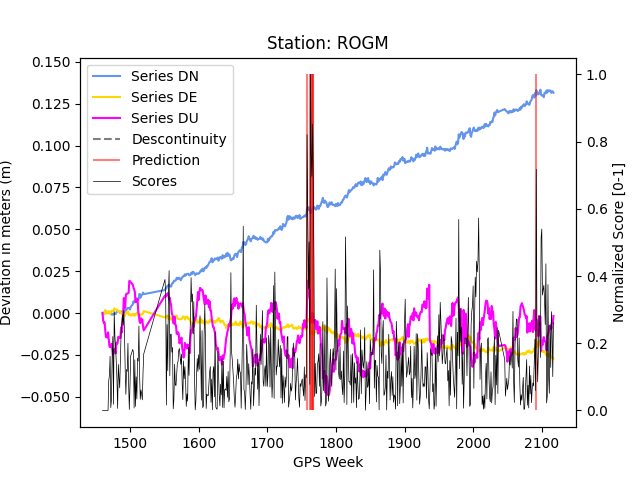 Station: ROGM
Series DN
Series DE
Series DU
Discontinuity
Prediction
Scores
0.150
0.125
0.100
0.075
0.050
0.025
0.000
−0.025
−0.050
Deviation in meters (m)
1.0
0.8
0.6
0.4
0.2
0.0
Normalized Score [0-1]
1500 1600 1700 1800 1900 2000 2100
GPS Week